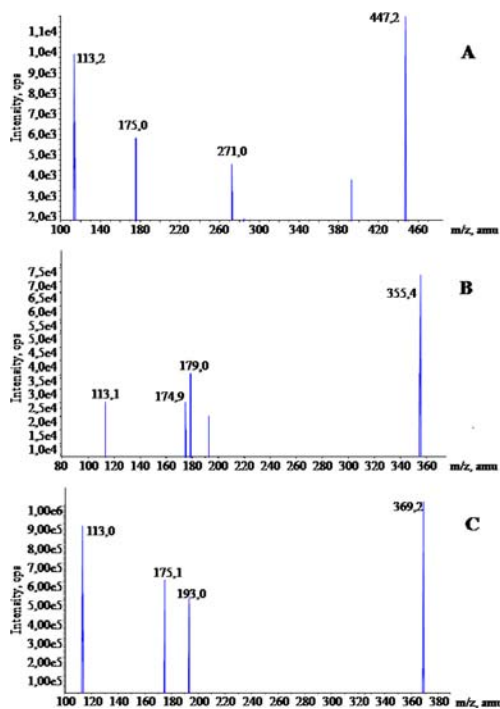 A
Intensity, cps
1,1e4
1,0e3
9,0e3
8,0e3
7,0e3
6,0e3
5,0e3
4,0e3
3,0e3
2,0e3
113,2
175,0
271,0
447,2
100 140 180 220 260 300 340 380 420 460 m/z, amu
B
Intensity, cps
7,5e4
7,0e4
6,5e4
6,0e4
5,5e4
5,0e4
4,5e4
4,0e4
3,5e4
3,0e4
2,5e4
2,0e4
1,5e4
1,0e4
113,1
174,9
179,0
355,4
80 100 120 140 160 180 200 220 240 260 280 300 320 340 360 m/z, amu
C
Intensity, cps
1,00e6
9,00e5
8,00e5
7,00e5
6,00e5
5,00e5
4,00e5
3,00e5
2,00e5
1,00e5
113,0
175,1
193,0
369,2
100 120 140 160 180 200 220 240 260 280 300 320 340 360 380 m/z, amu